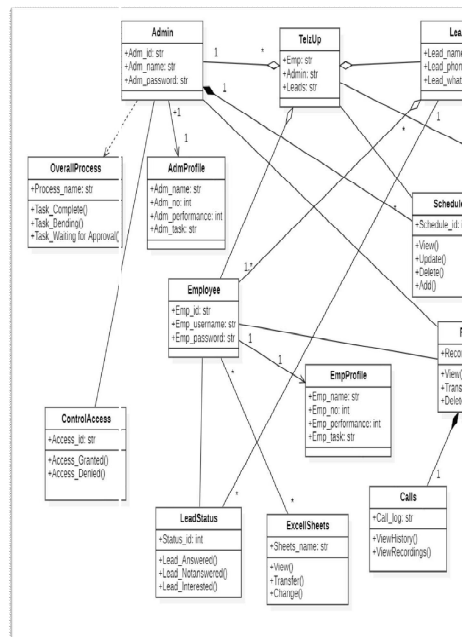 Admin
+Adm_id: str
+Adm_name: str
+Adm_password: str
TelzUp
+Emp: str
+Admin: str
+Leads: str
+Lead_name
+Lead_phon
+Lead_what
1
*
1
+1
1
*
1
OverallProcess
+Process_name: str
+Task_Complete()
+Task_Bending()
+Task_Waiting for Approval(
AdmProfile
+Adm_name: str
+Adm_no: int
+Adm_performance: int
+Adm_task: str
*
Schedule
+Schedule_id:
+View()
+Update()
+Delete()
+Add()
1,*
Employee
+Emp_id: str
+Emp_username: str
+Emp_password: str
1
1
*
EmpProfile
+Emp_name: str
+Emp_no: int
+Emp_performance: int
+Emp_task: str
+Recor
+View(
+Trans
+Delet
ControlAccess
+Access_id: str
+Access_Granted()
+Access_Denied()
1
*
*
LeadStatus
+Status_id: int
+Lead_Answered()
+Lead_Notanswered()
+Lead_Interested()
ExcellSheets
+Sheets_name: str
+View()
+Transfer()
+Change()
Calls
+Call_log: str
+ViewHistory()
+ViewRecordings()